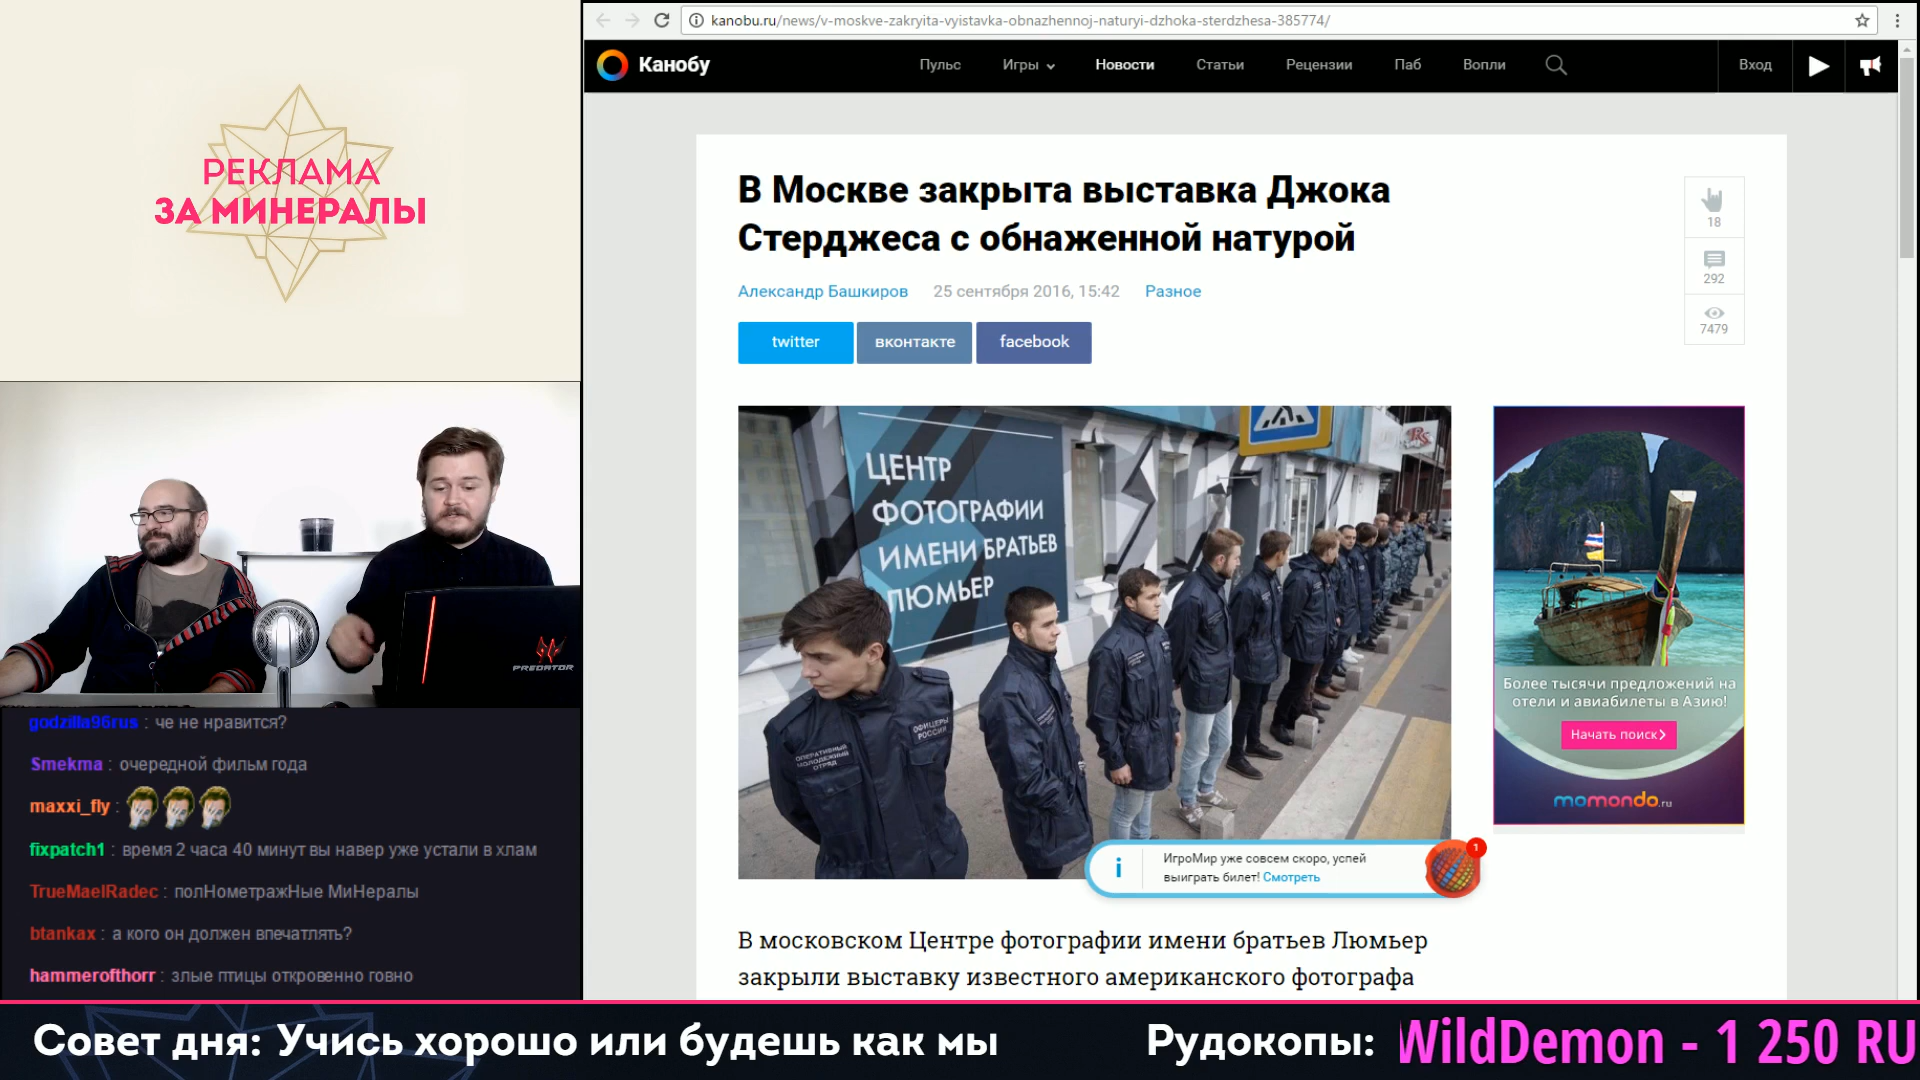 РЕКЛАМА
ЗА МИНЕРАЛЫ
PREDATOR
godzilla96rus : че не нравится?
Smekma : очередной фильм года
maxxi_fly :
fixpatch1 : время 2 часа 40 минут вы навер уже устали в хлам
TrueMaelRadec : полНометражНые МиНералы
btankax : а кого он должен впечатлять?
hammerofthorr : злые птицы откровенно говно
kanobu.ru/news/v-moskve-zakryita-vyistavka-obnazhennoj-naturyi-dzhoka-sterdzhesa-385774/
Канобу
Пульс Игры Новости Статьи Рецензии Паб Вопли
Вход
В Москве закрыта выставка Джока
Стерджеса с обнаженной натурой
Александр Башкиров 25 сентября 2016, 15:42 Разное
twitter вконтакте facebook
18
292
7479
ЦЕНТР
ФОТОГРАФИИ
ИМЕНИ БРАТЬЕВ
ЛЮМЬЕР
ОПЕРАТИВНЫЙ
МОЛОДЕЖНЫЙ
ОТРЯД
ОФИЦЕРЫ
РОССИИ
Более тысячи предложений на
отели и авиабилеты в Азию!
Начать поиск
momondo.ru
i
ИгроМир уже совсем скоро, успей
выиграть билет! Смотреть
1
В московском Центре фотографии имени братьев Люмьер
закрыли выставку известного американского фотографа
Совет дня: Учись хорошо или будешь как мы
Рудокопы: WildDemon - 1 250 RU